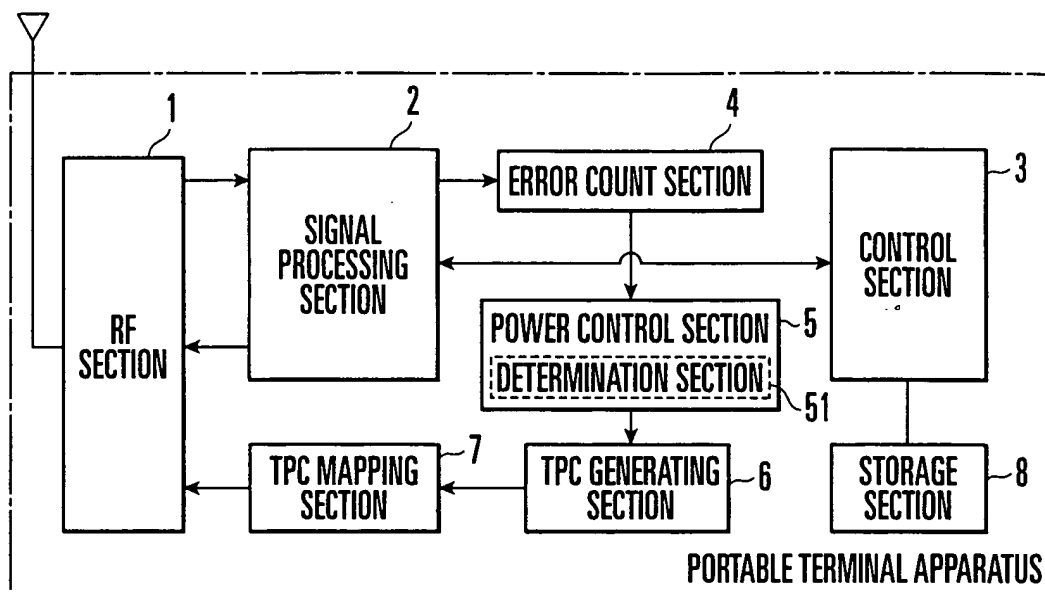 1
2
4
3
ERROR COUNT SECTION
SIGNAL
PROCESSING
SECTION
CONTROL
SECTION
RF
SECTION
POWER CONTROL SECTION
5
DETERMINATION SECTION
51
TPC MAPPING
SECTION
7
TPC GENERATING
SECTION
6
STORAGE
SECTION
8
PORTABLE TERMINAL APPARATUS